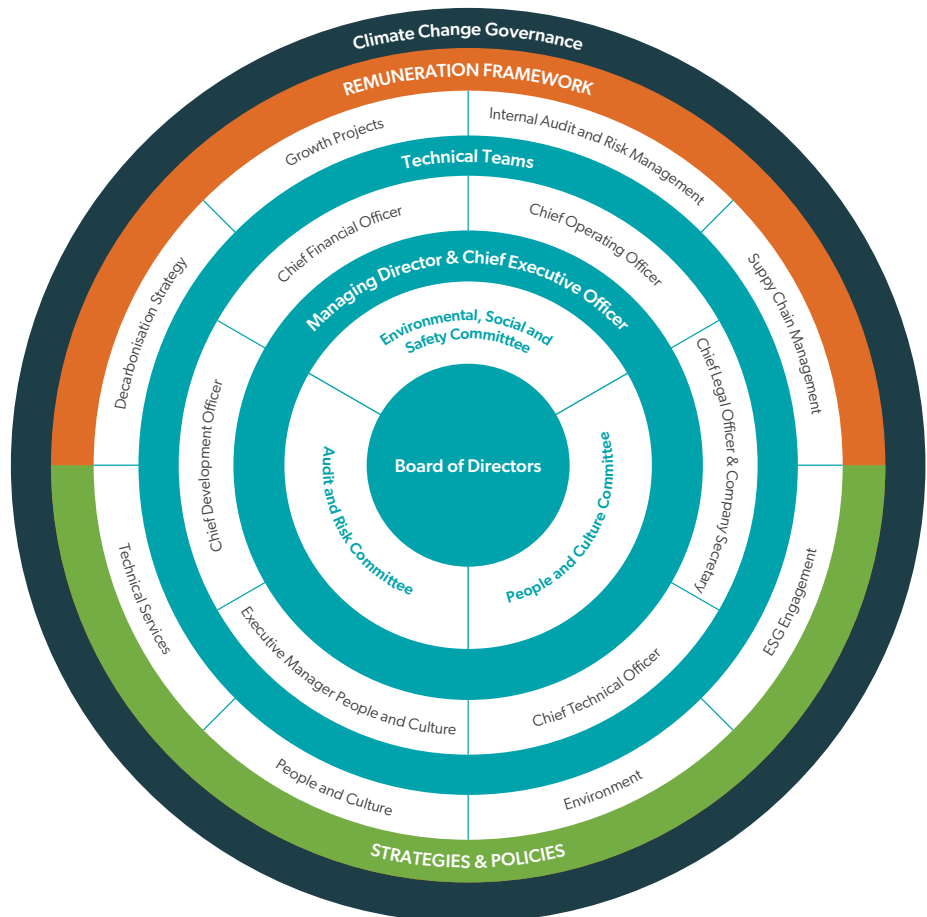 Climate Change Governance
REMUNERATION FRAMEWORK
Growth Projects
Internal Audit and Risk Management
Technical Teams
Chief Financial Officer
Chief Operating Officer
Decarbonisation Strategy
Suppy Chain Management
Managing Director & Chief Executive Officer
Environmental, Social and
Safety Committtee
Chief Development Officer
Chief Legal Officer & Company Secretary
Board of Directors
Audit and Risk Committee
People and Culture Committee
Technical Services
ESG Engagement
Executive Manager People and Culture
Chief Technical Officer
People and Culture
Environment
STRATEGIES & POLICIES